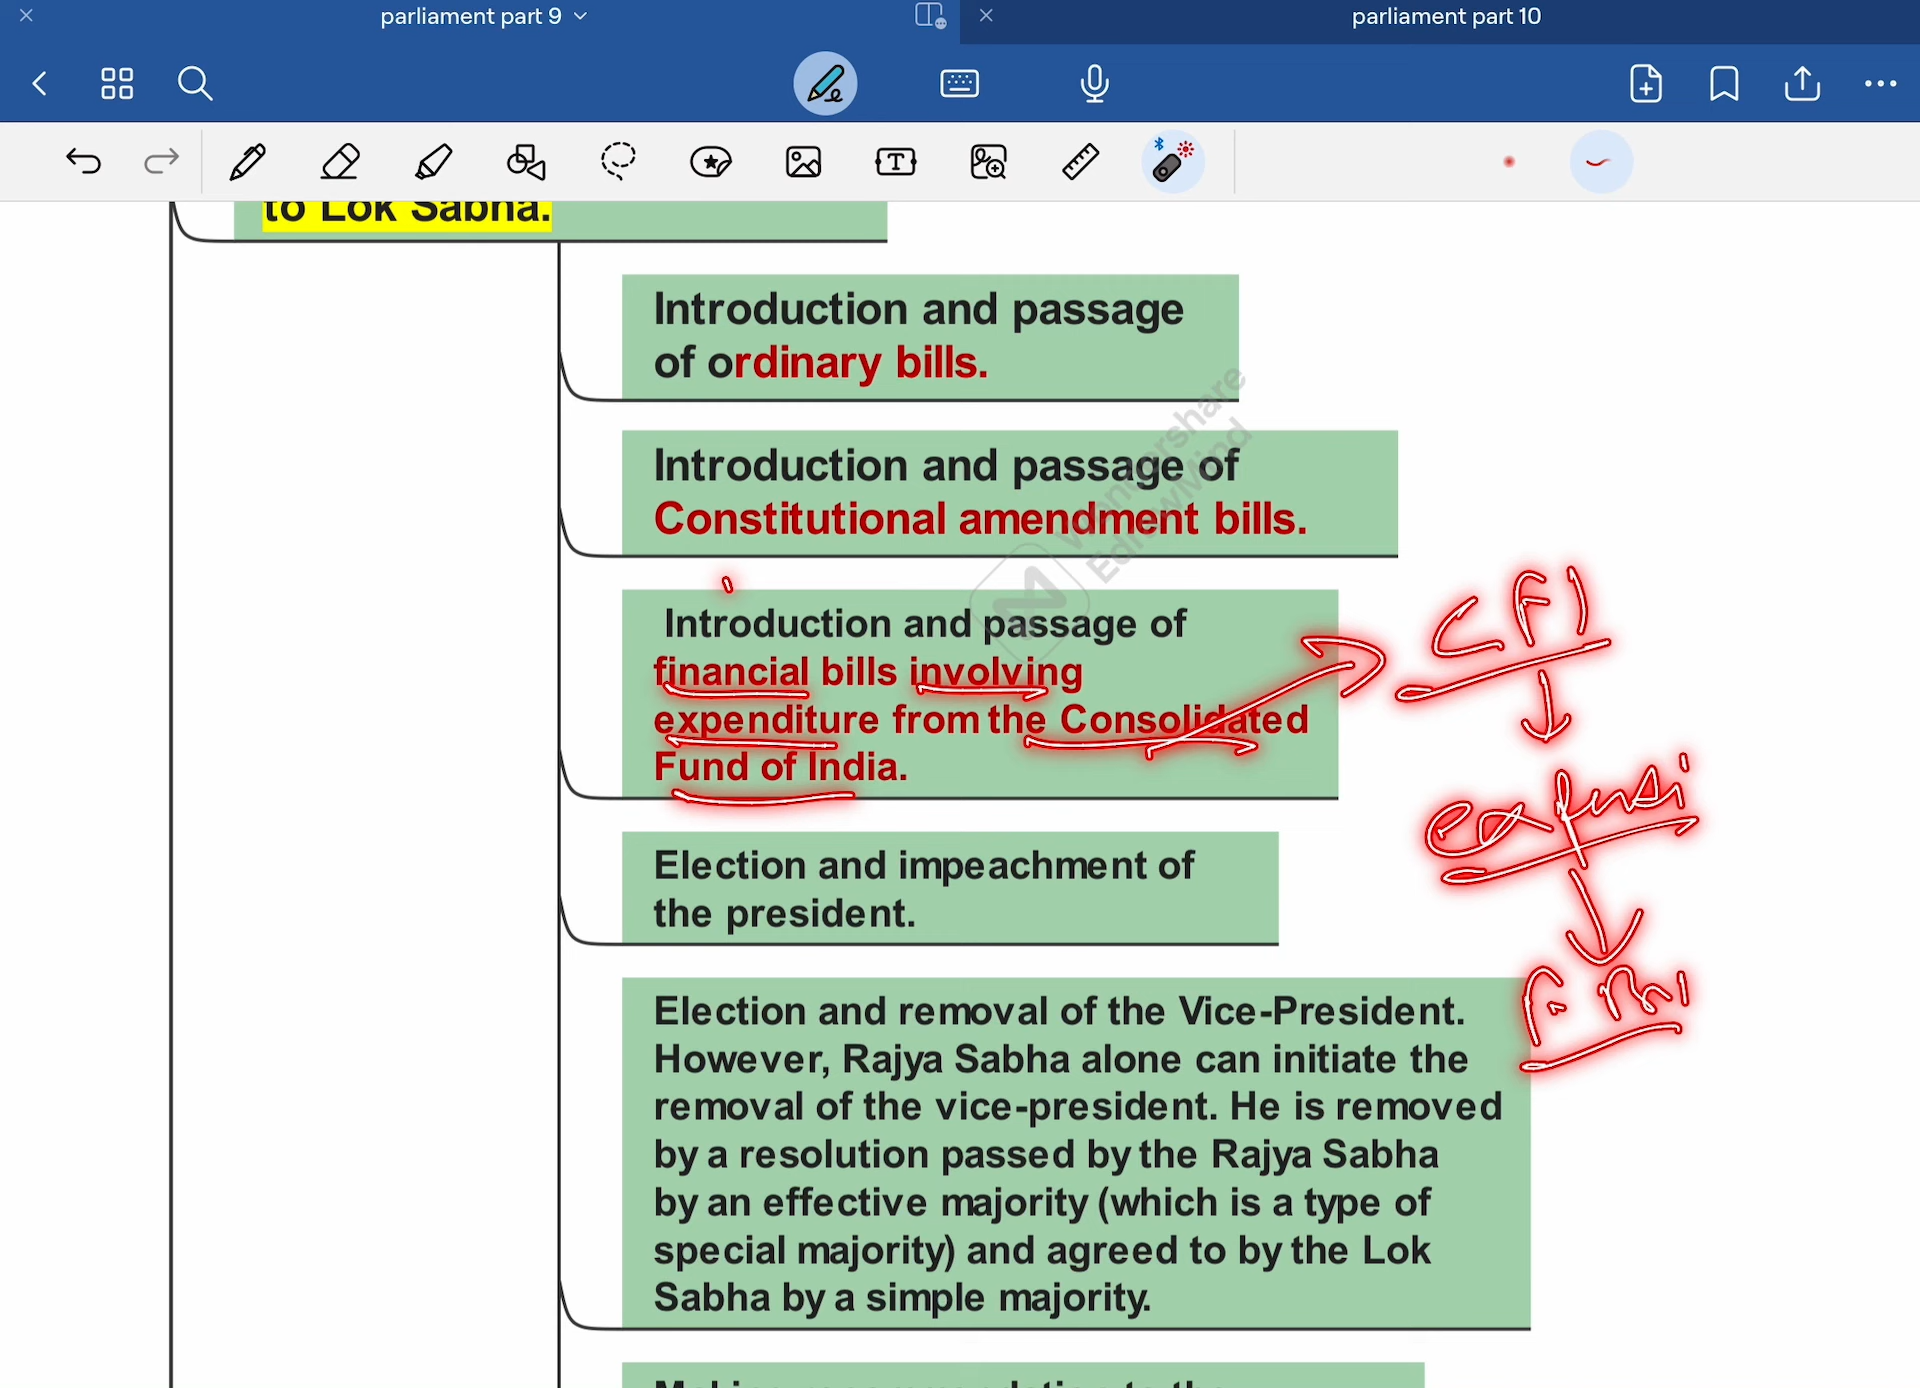 parliament part 9
parliament part 10
to Lok Sabha.
Introduction and passage
of ordinary bills.
Introduction and passage of
Constitutional amendment bills.
Introduction and passage of
financial bills involving
expenditure from the Consolidated
Fund of India.
CFI
Election and impeachment of
the president.
Election and removal of the Vice-President.
However, Rajya Sabha alone can initiate the
removal of the vice-president. He is removed
by a resolution passed by the Rajya Sabha
by an effective majority (which is a type of
special majority) and agreed to by the Lok
Sabha by a simple majority.
Wondershare
EdrawMind